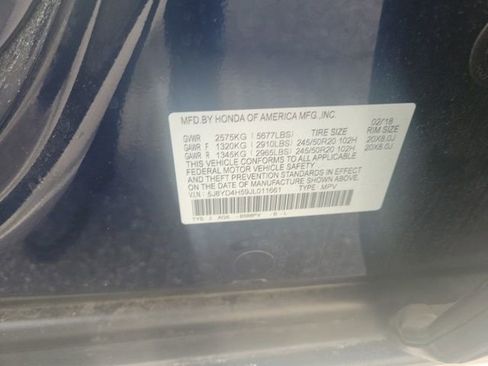 MFD.BY HONDA OF AMERICA MFG.,INC. 02/18
GVWR 2575KG ( 5677LBS) TIRE SIZE RIM SIZE
GAWR F 1320KG ( 2910LBS) 245/50R20 102H 20X8.0J
GAWR R 1345KG ( 2965LBS) 245/50R20 102H 20X8.0J
THIS VEHICLE CONFORMS TO ALL APPLICABLE
FEDERAL MOTOR VEHICLE SAFETY
AND THEFT PREVENTION STANDARDS
IN EFFECT ON THE DATE OF
MANUFACTURE SHOWN ABOVE.
V.I.N.: 5J8YD4H59JL011661 TYPE: MPV